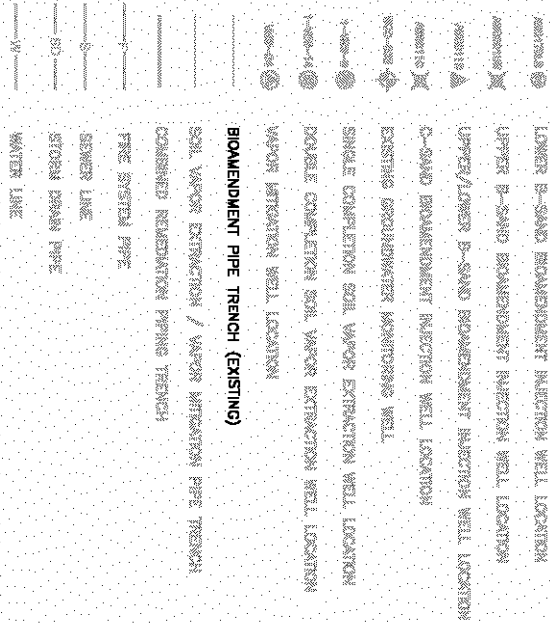 LOWER B-SAND BIOAMENDMENT INJECTION WELL LOCATION
UPPER B-SAND BIOAMENDMENT INJECTION WELL LOCATION
UPPER/LOWER B-SAND BIOAMENDMENT INJECTION WELL LOCATION
C-SAND BIOAMENDMENT INJECTION WELL LOCATION
EXISTING GROUNDWATER MONITORING WELL
SINGLE COMPLETION SOIL VAPOR EXTRACTION WELL LOCATION
DOUBLE COMPLETION SOIL VAPOR EXTRACTION WELL LOCATION
VAPOR MITIGATION WELL LOCATION
BIOAMENDMENT PIPE TRENCH (EXISTING)
SOIL VAPOR EXTRACTION / VAPOR MITIGATION PIPE TRENCH
COMBINED REMEDIATION PIPING TRENCH
FIRE SYSTEM PIPE
SEWER LINE
SD STORM DRAIN PIPE
W WATER LINE